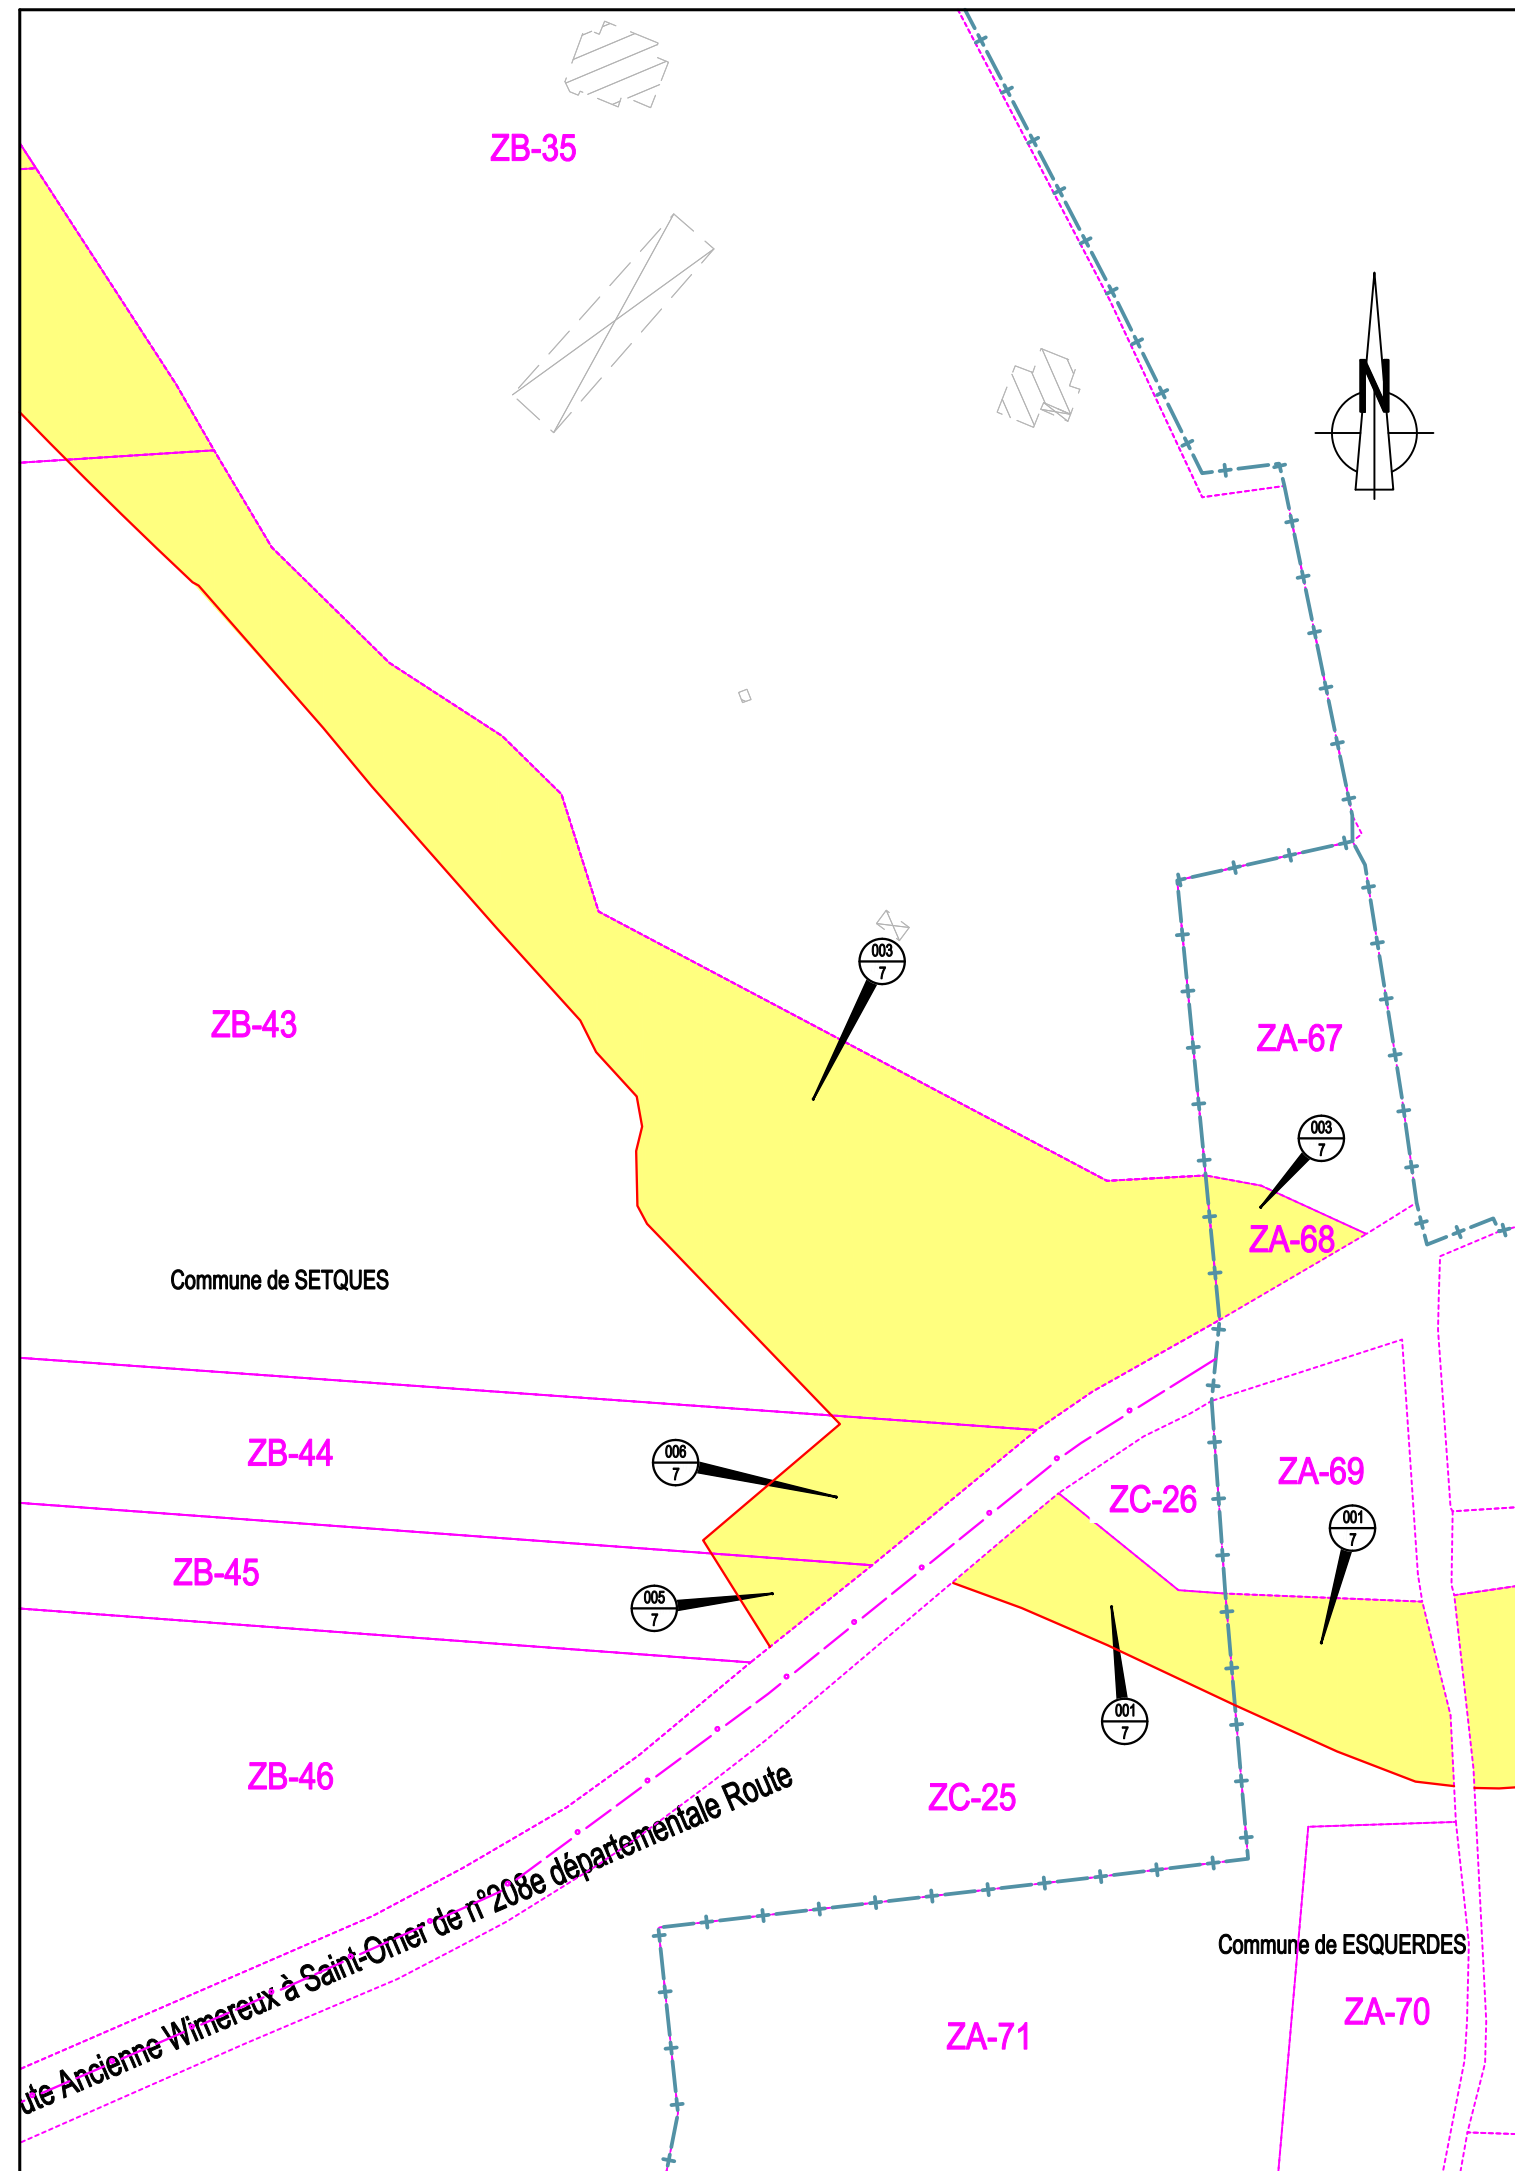 ZB-35
N
003
7
ZB-43
ZA-67
003
7
ZA-68
Commune de SETQUES
ZB-44
006
7
ZA-69
ZC-26
001
7
ZB-45
005
7
001
7
ZB-46
ZC-25
ute Ancienne Wimereux à Saint-Omer de n°208e départementale Route
Commune de ESQUERDES
ZA-70
ZA-71